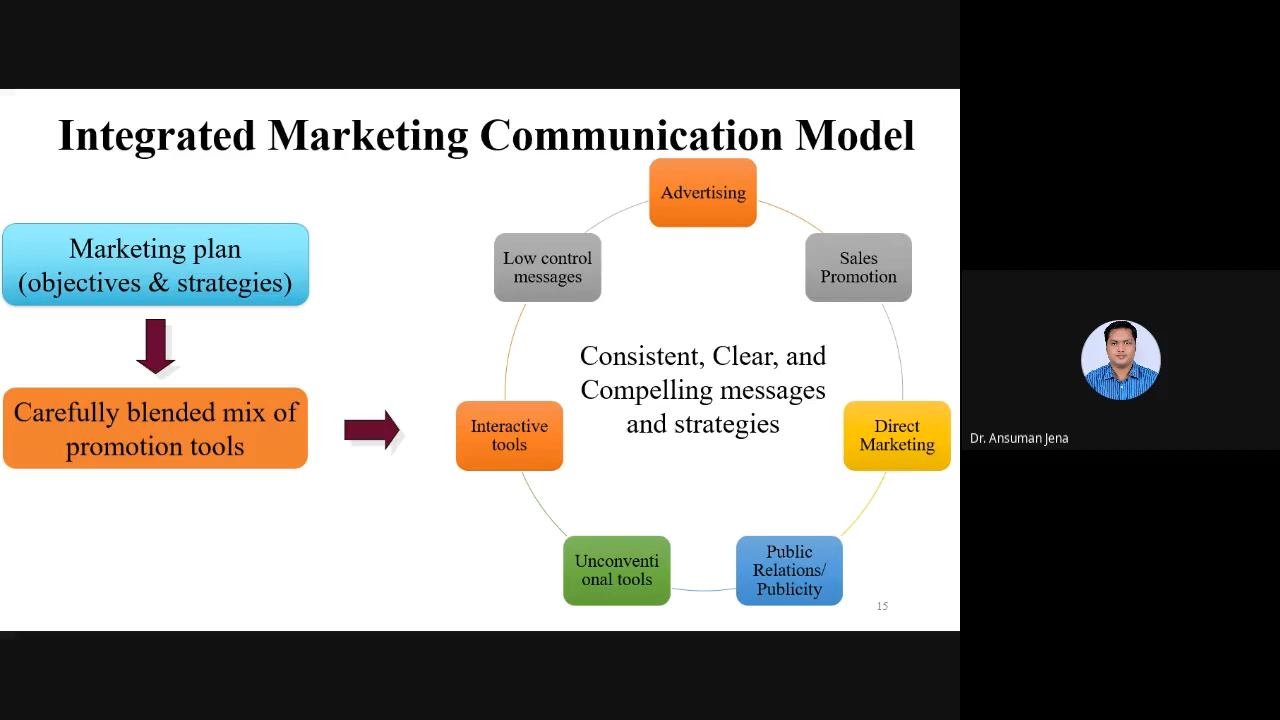 Integrated Marketing Communication Model
Marketing plan
(objectives & strategies)
Carefully blended mix of
promotion tools
Advertising
Sales
Promotion
Direct
Marketing
Public
Relations/
Publicity
Unconventi
onal tools
Interactive
tools
Low control
messages
Consistent, Clear, and
Compelling messages
and strategies
15
Dr. Ansuman Jena